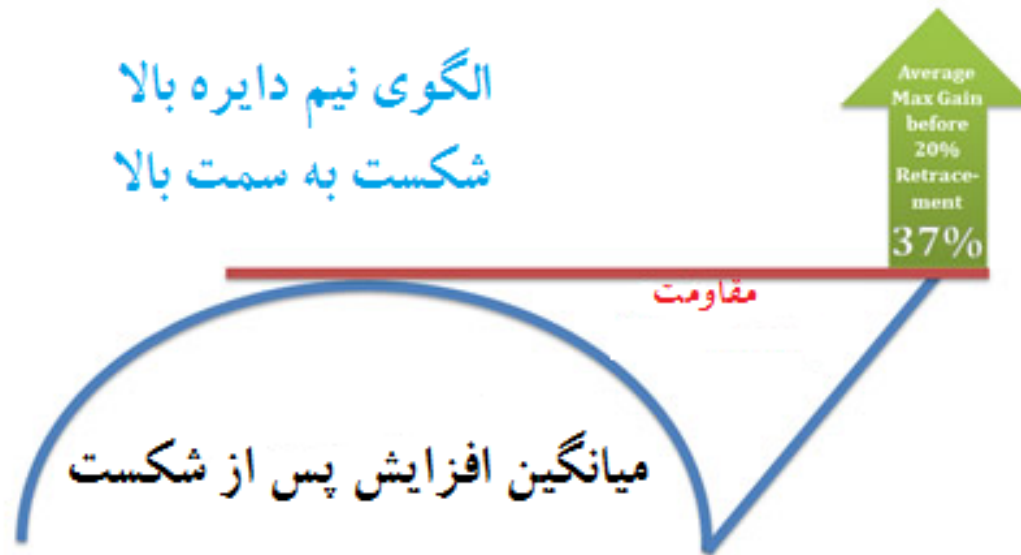 الگوی نیم دایره بالا
شکست به سمت بالا
Average
Max Gain
before
20%
Retrace-
ment
37%
مقاومت
میانگین افزایش پس از شکست